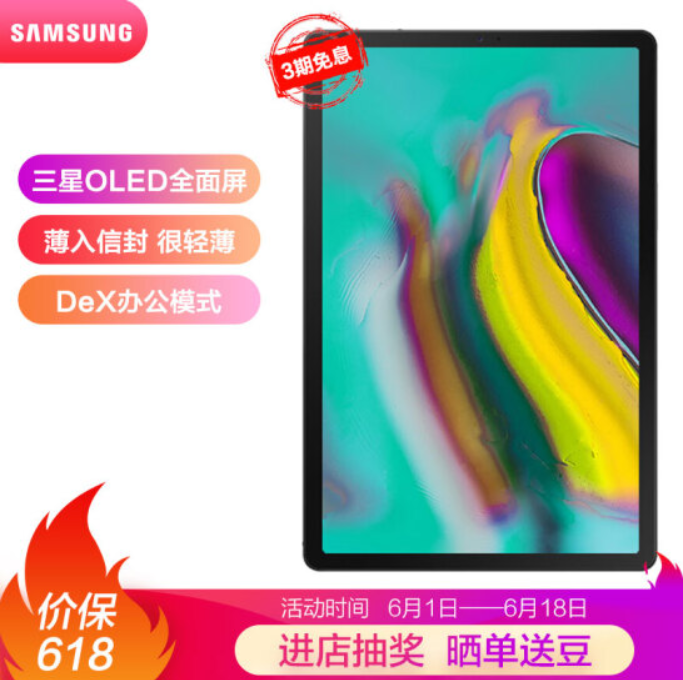 SAMSUNG
3期免息
三星OLED全面屏
薄入信封 很轻薄
DeX办公模式
价保
618
活动时间 6月1日——6月18日
进店抽奖 晒单送豆